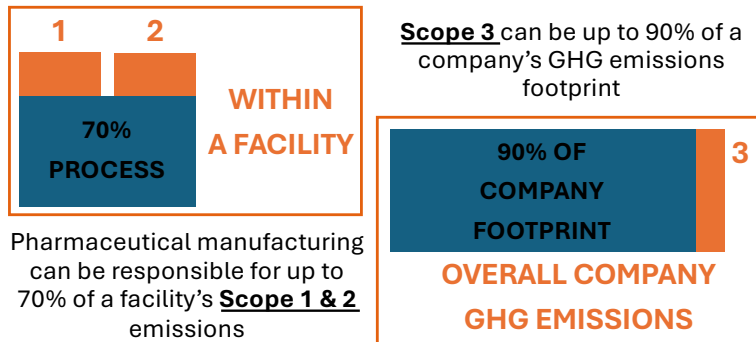 1 2
70%
PROCESS
WITHIN
A FACILITY
Pharmaceutical manufacturing
can be responsible for up to
70% of a facility’s Scope 1 & 2
emissions
Scope 3 can be up to 90% of a
company’s GHG emissions
footprint
90% OF
COMPANY
FOOTPRINT
3
OVERALL COMPANY
GHG EMISSIONS